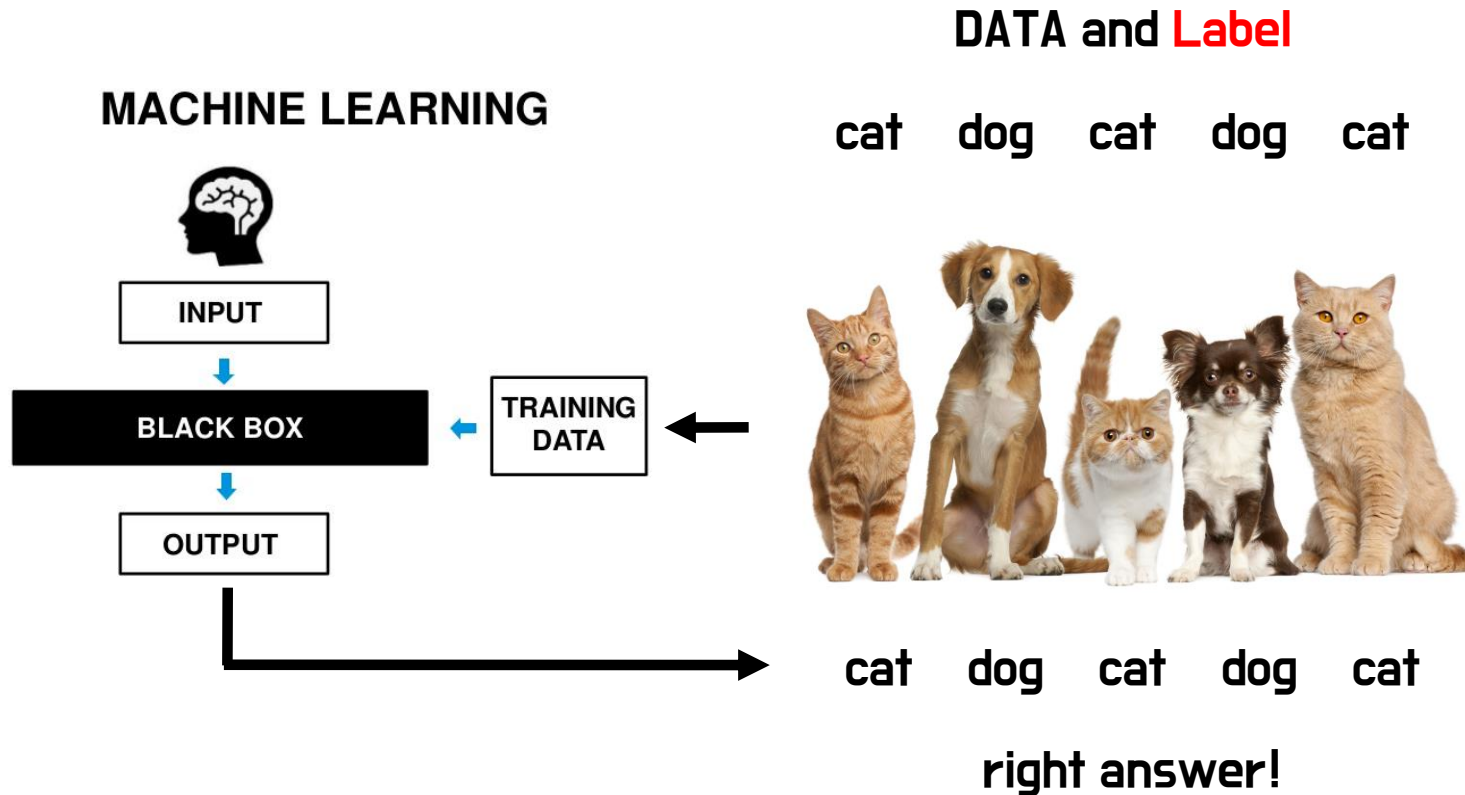 MACHINE LEARNING
INPUT
BLACK BOX
TRAINING
DATA
OUTPUT
DATA and Label
cat dog cat dog cat
cat dog cat dog cat
right answer!